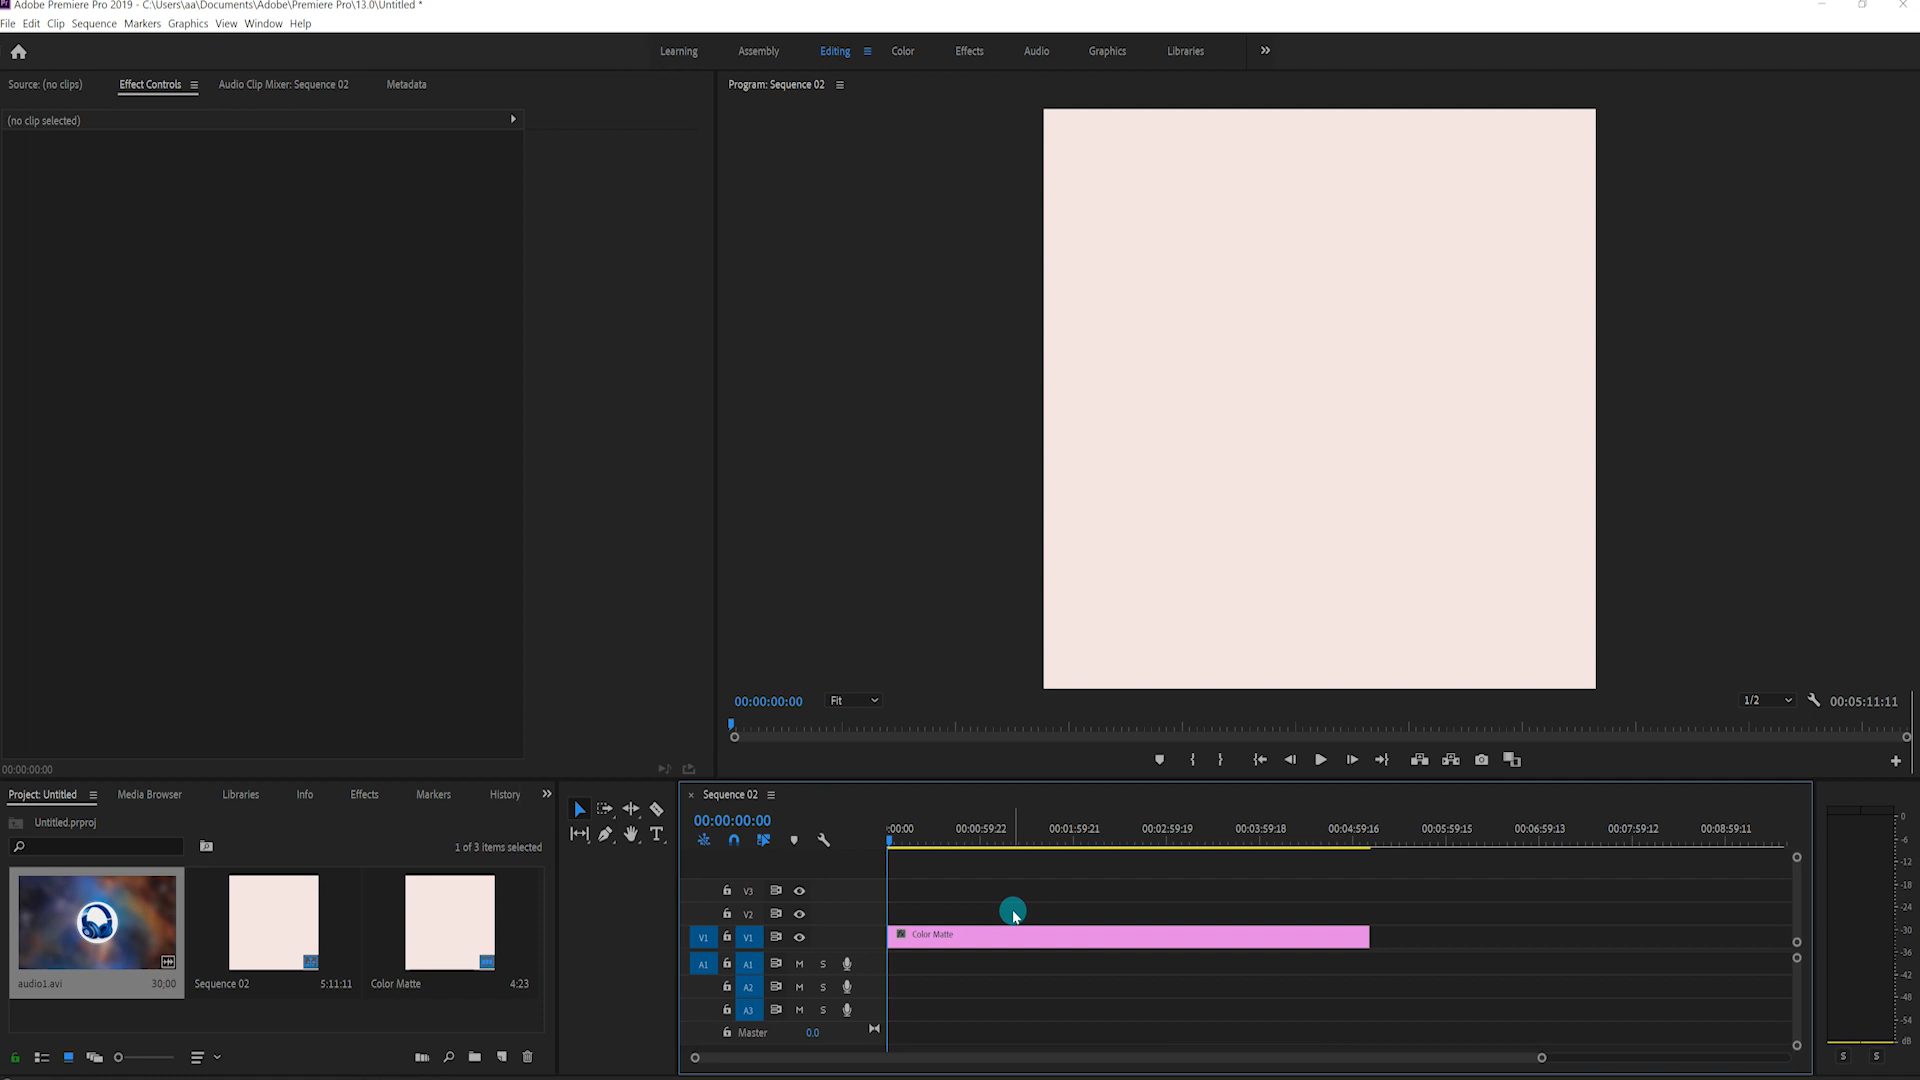 Adobe Premiere Pro 2019 - C:\Users\aa\Documents\Adobe\Premiere Pro\13.0\Untitled *
File Edit Clip Sequence Markers Graphics View Window Help
Learning Assembly Editing Color Effects Audio Graphics Libraries
Source: (no clips) Effect Controls Audio Clip Mixer: Sequence 02 Metadata
Program: Sequence 02
(no clip selected)
00:00:00:00 Fit 1/2 00:05:11:11
00:00:00:00
Project: Untitled Media Browser Libraries Info Effects Markers History
Untitled.prproj
1 of 3 items selected
audio1.avi 30;00
Sequence 02 5:11:11
Color Matte 4:23
Sequence 02
00:00:00:00
:00:00 00:00:59:22 00:01:59:21 00:02:59:19 00:03:59:18 00:04:59:16 00:05:59:15 00:06:59:13 00:07:59:12 00:08:59:11
V3
V2
V1 V1 Color Matte
A1 A1 M S
A2 M S
A3 M S
Master 0.0
0
-6
-12
-18
-24
-30
-36
-42
-48
-54
dB
S S